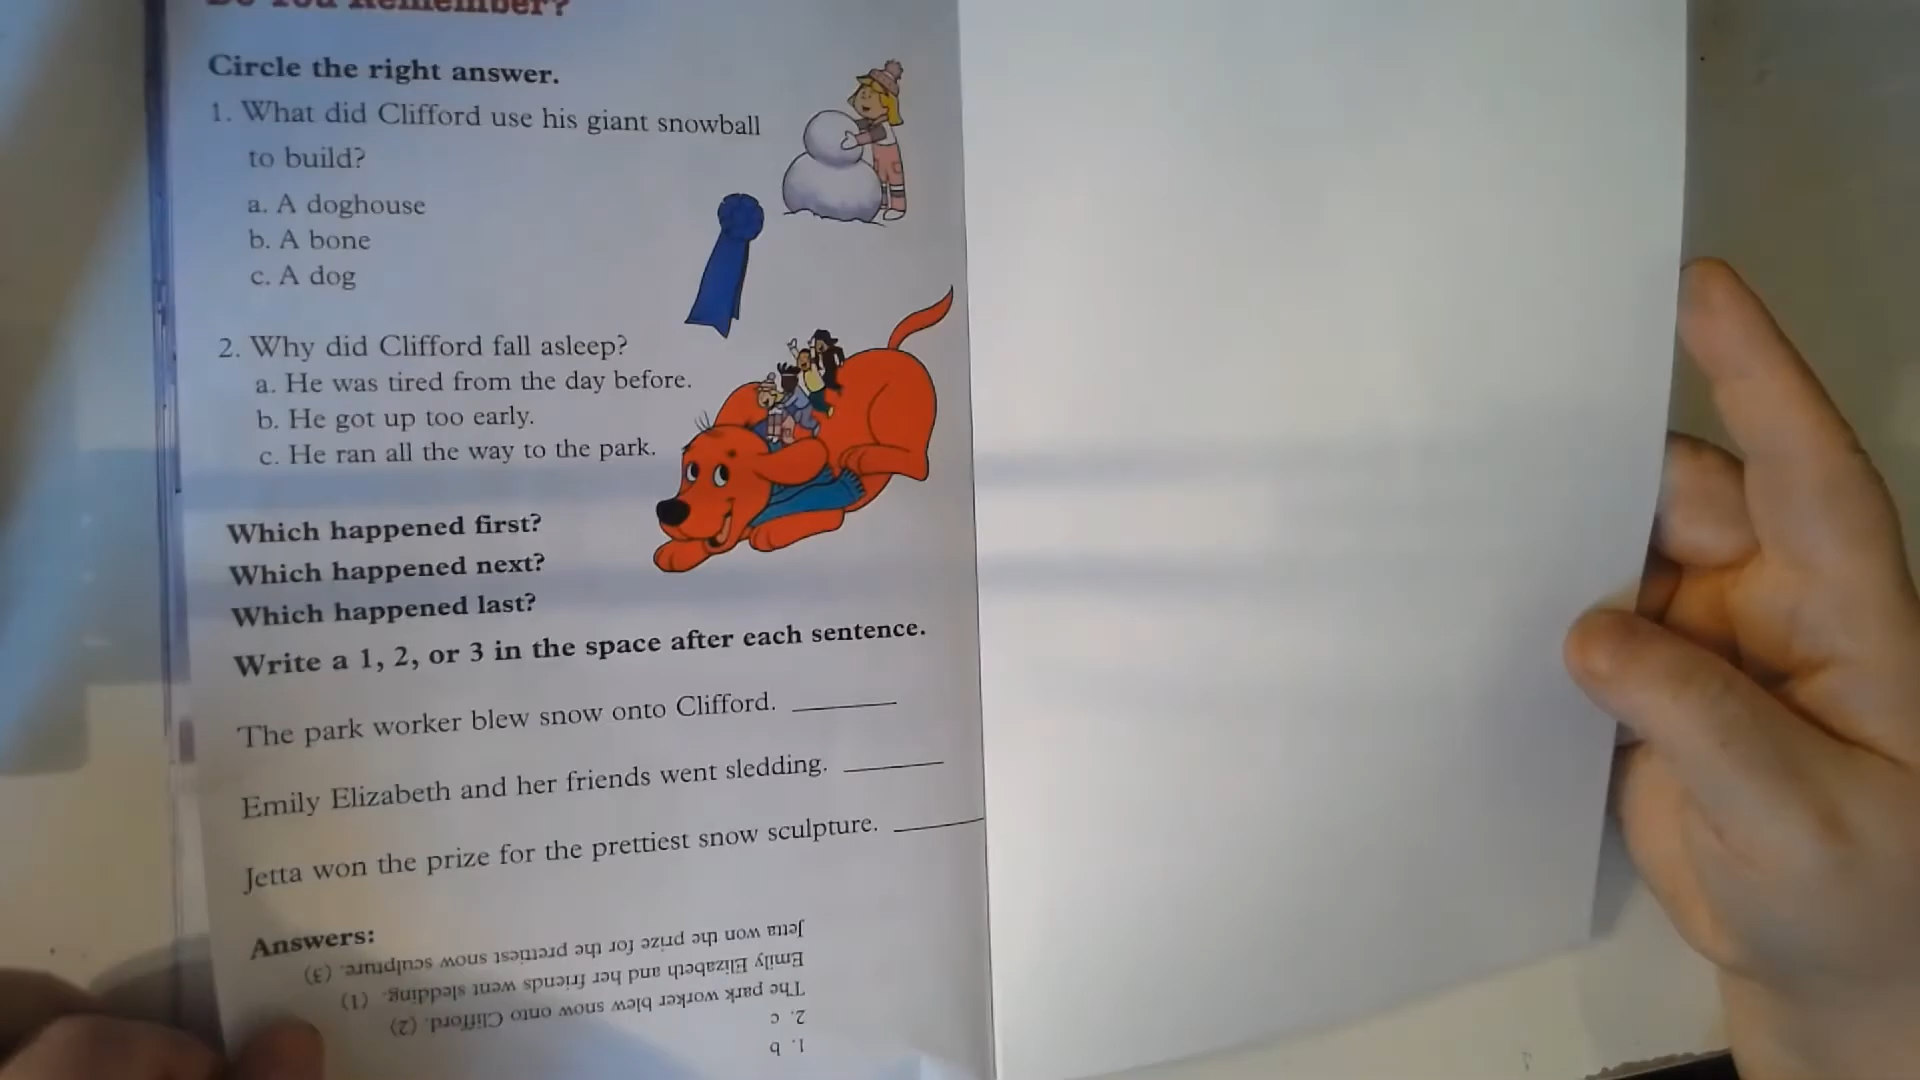 Do You Remember?
Circle the right answer.
1. What did Clifford use his giant snowball
to build?
a. A doghouse
b. A bone
c. A dog
2. Why did Clifford fall asleep?
a. He was tired from the day before.
b. He got up too early.
c. He ran all the way to the park.
Which happened first?
Which happened next?
Which happened last?
Write a 1, 2, or 3 in the space after each sentence.
The park worker blew snow onto Clifford.
Emily Elizabeth and her friends went sledding.
Jetta won the prize for the prettiest snow sculpture.
Answers:
1. b
2. c
The park worker blew snow onto Clifford. (2)
Emily Elizabeth and her friends went sledding. (1)
Jetta won the prize for the prettiest snow sculpture. (3)